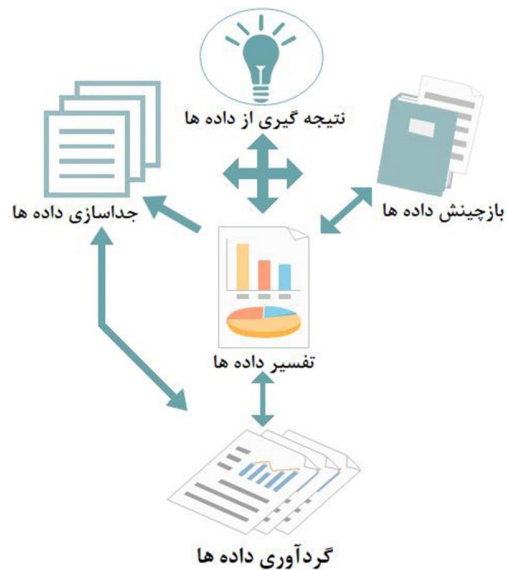 نتیجه گیری از داده ها
جداسازی داده ها
بازچینش داده ها
تفسیر داده ها
گردآوری داده ها